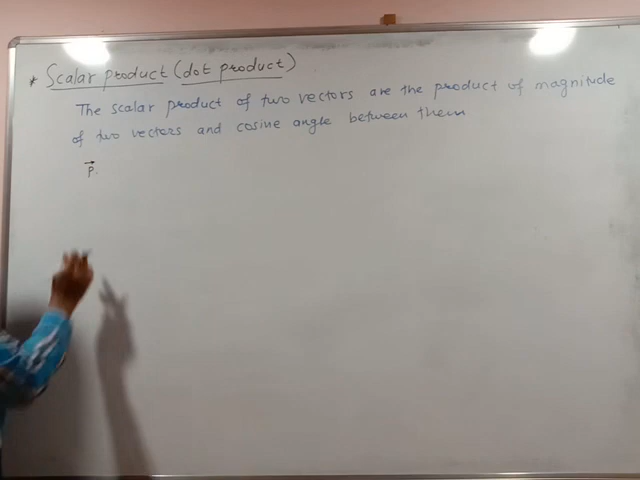 * Scalar product (dot product)
The scalar product of two vectors are the product of magnitude
of two vectors and cosine angle between them
P⃗.